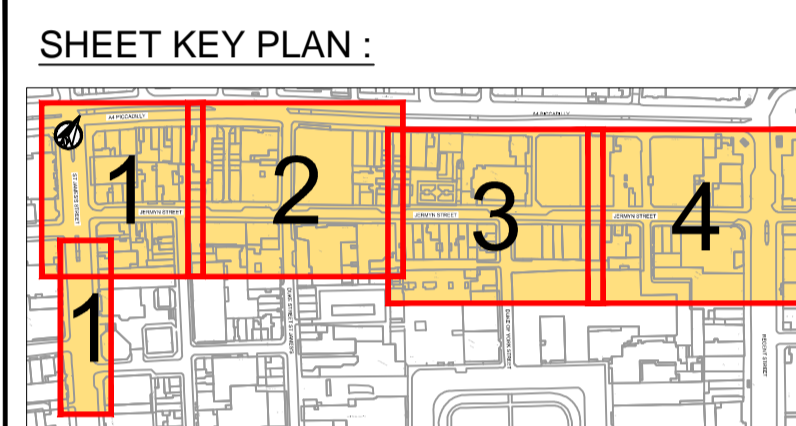 SHEET KEY PLAN :
A4 PICCADILLY
A4 PICCADILLY
1
2
3
4
ST JAMES'S STREET
JERMYN STREET
JERMYN STREET
JERMYN STREET
1
DUKE STREET ST JAMES'S
DUKE OF YORK STREET
REGENT STREET